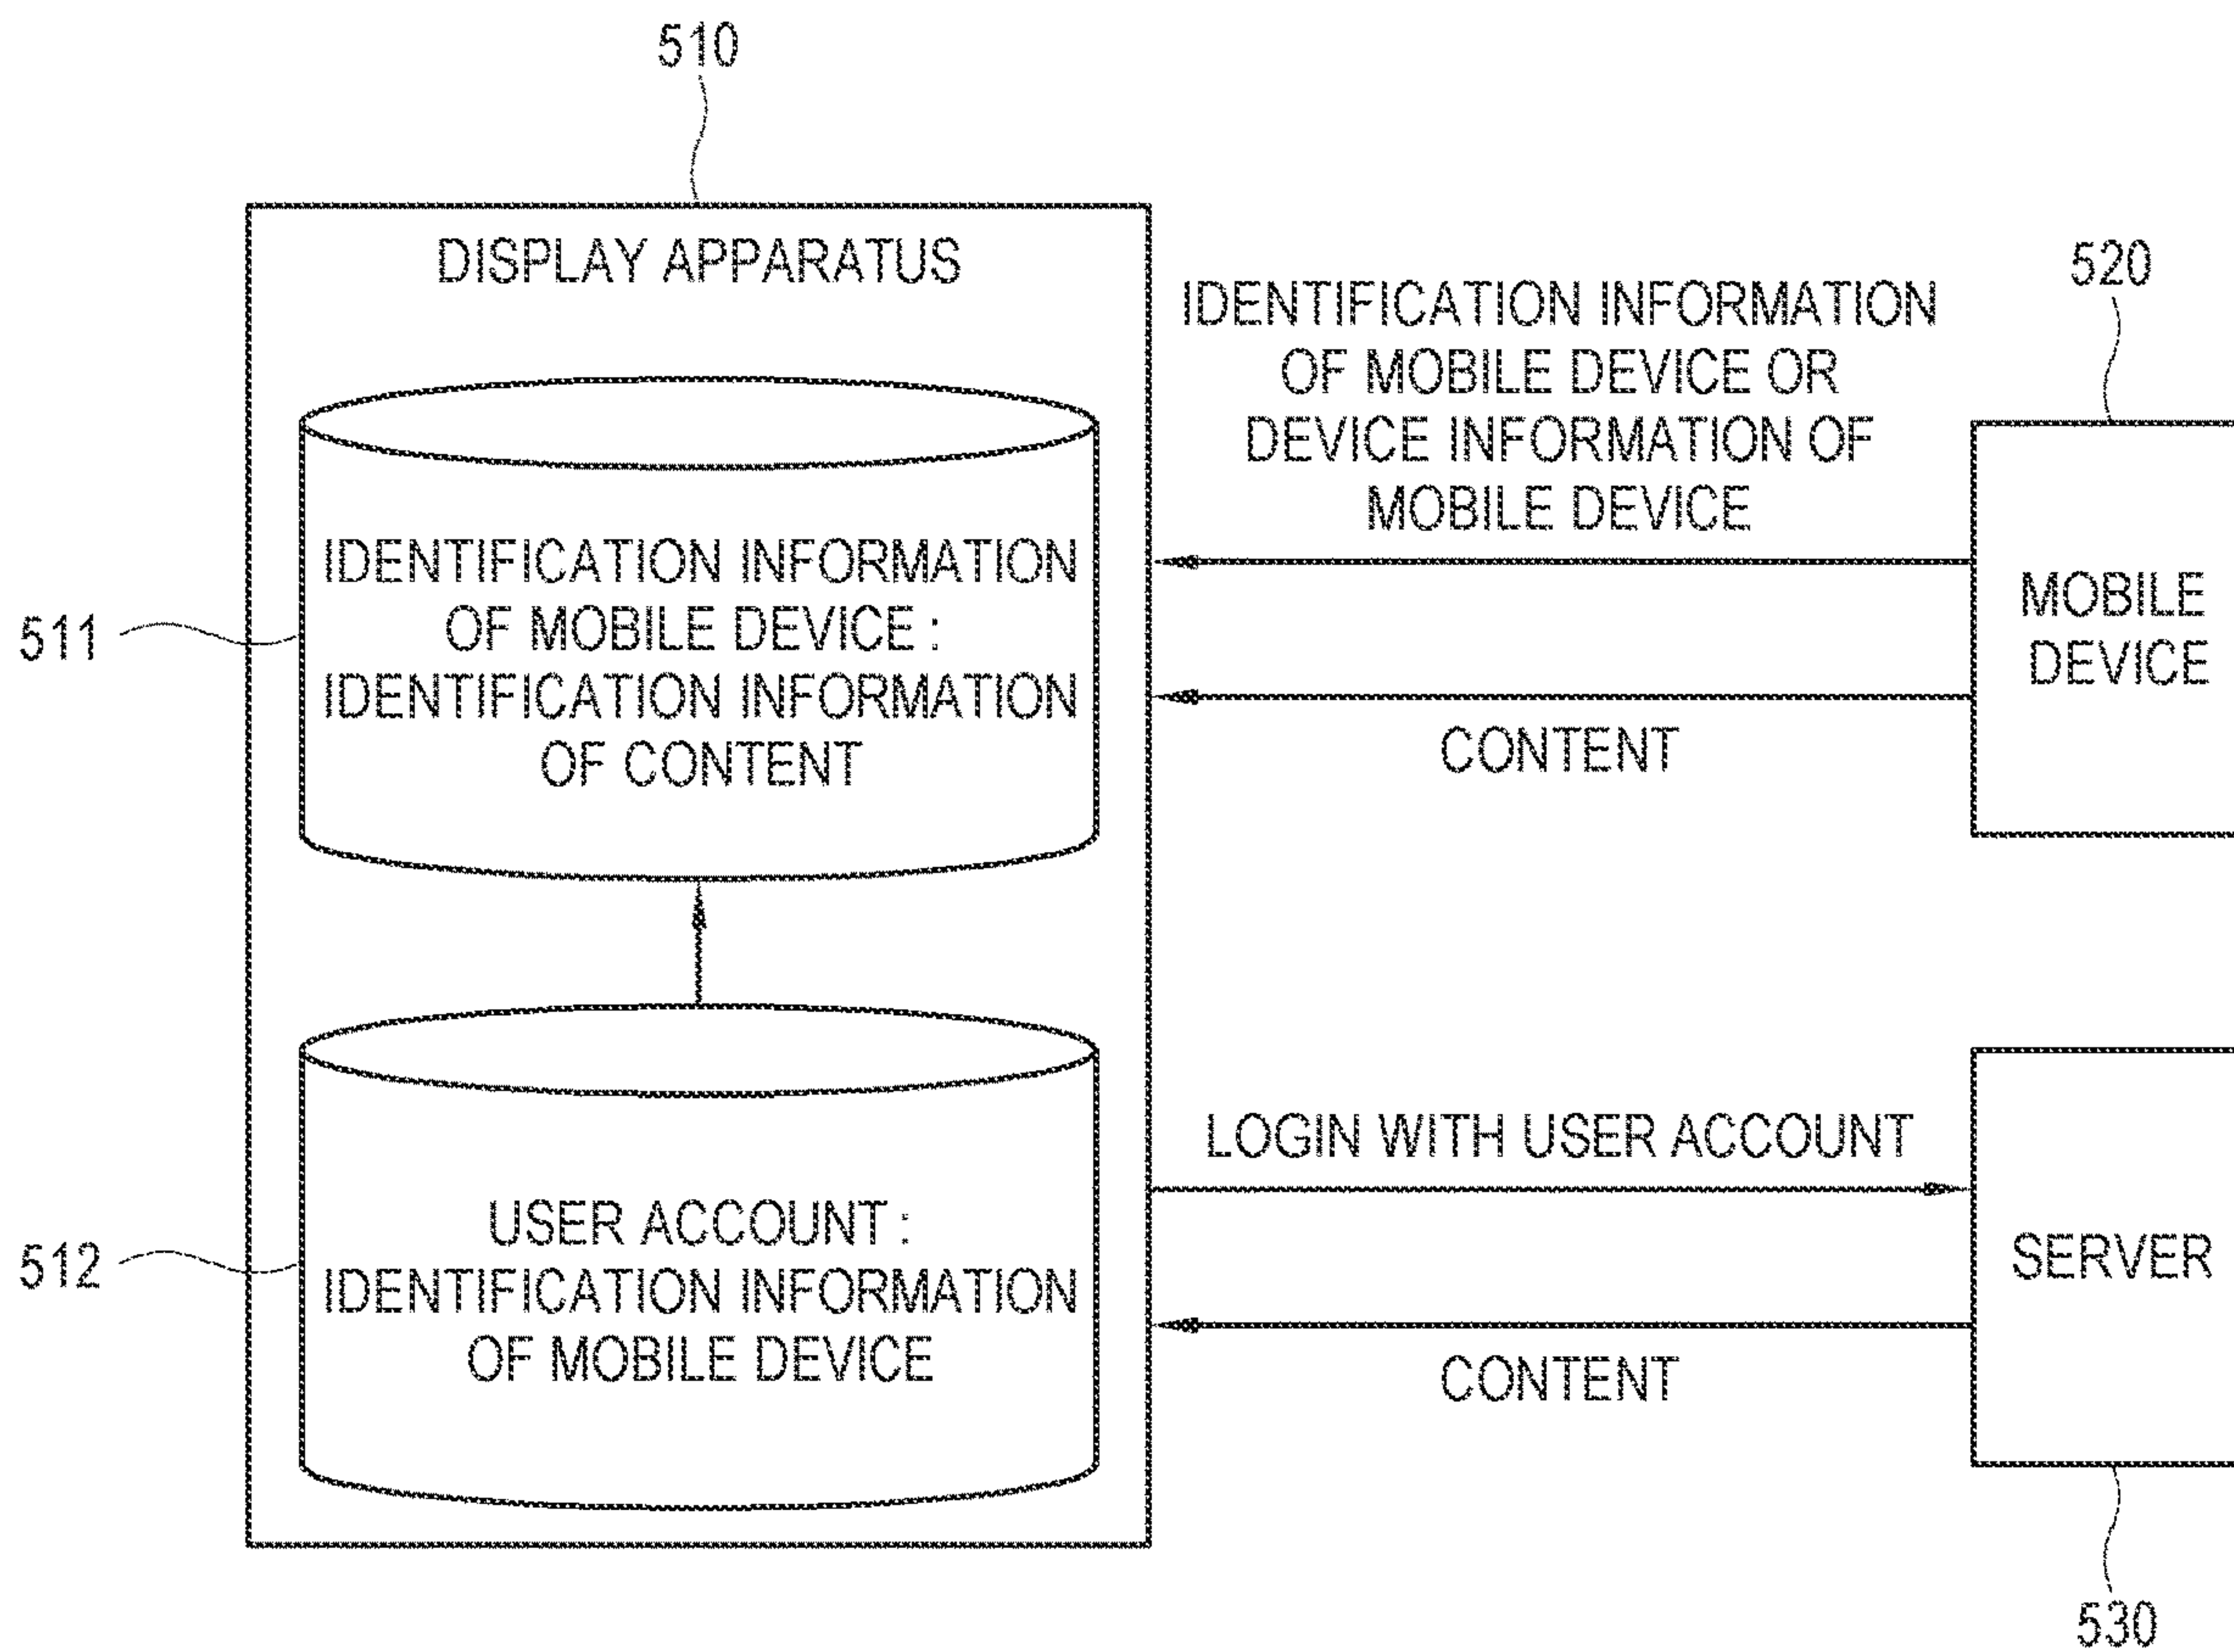 510
DISPLAY APPARATUS
511
IDENTIFICATION INFORMATION
OF MOBILE DEVICE :
IDENTIFICATION INFORMATION
OF CONTENT
512
USER ACCOUNT :
IDENTIFICATION INFORMATION
OF MOBILE DEVICE
IDENTIFICATION INFORMATION
OF MOBILE DEVICE OR
DEVICE INFORMATION OF
MOBILE DEVICE
CONTENT
520
MOBILE
DEVICE
LOGIN WITH USER ACCOUNT
CONTENT
SERVER
530